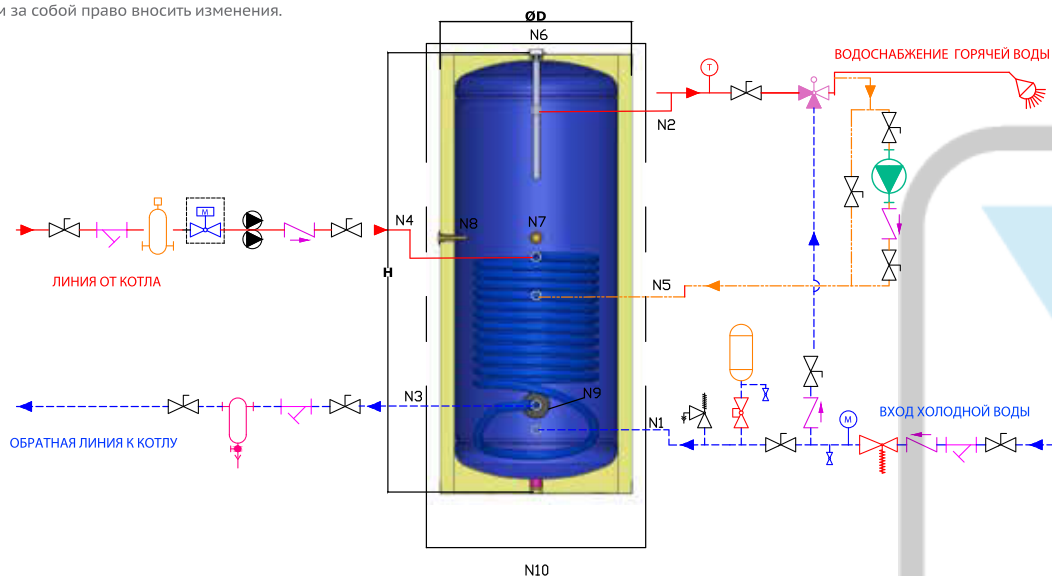 и за собой право вносить изменения.
ØD
N6
ВОДОСНАБЖЕНИЕ ГОРЯЧЕЙ ВОДЫ
T
N2
M
N4
N8
N7
H
ЛИНИЯ ОТ КОТЛА
N5
N3
N9
N1
M
ВХОД ХОЛОДНОЙ ВОДЫ
ОБРАТНАЯ ЛИНИЯ К КОТЛУ
N10